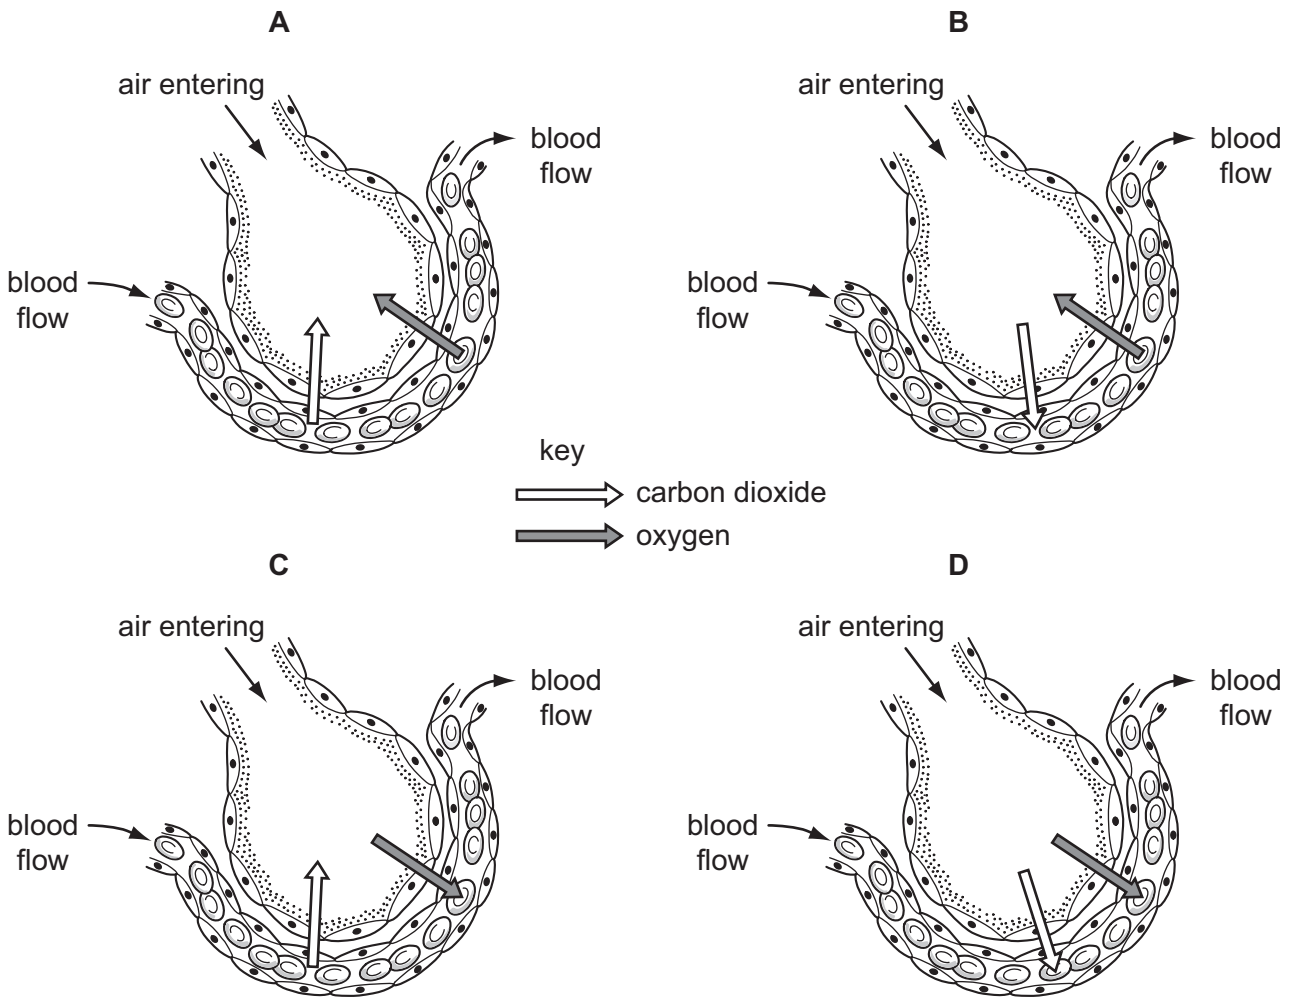 A
air entering
blood
flow
blood
flow
B
air entering
blood
flow
blood
flow
key
carbon dioxide
oxygen
C
air entering
blood
flow
blood
flow
D
air entering
blood
flow
blood
flow